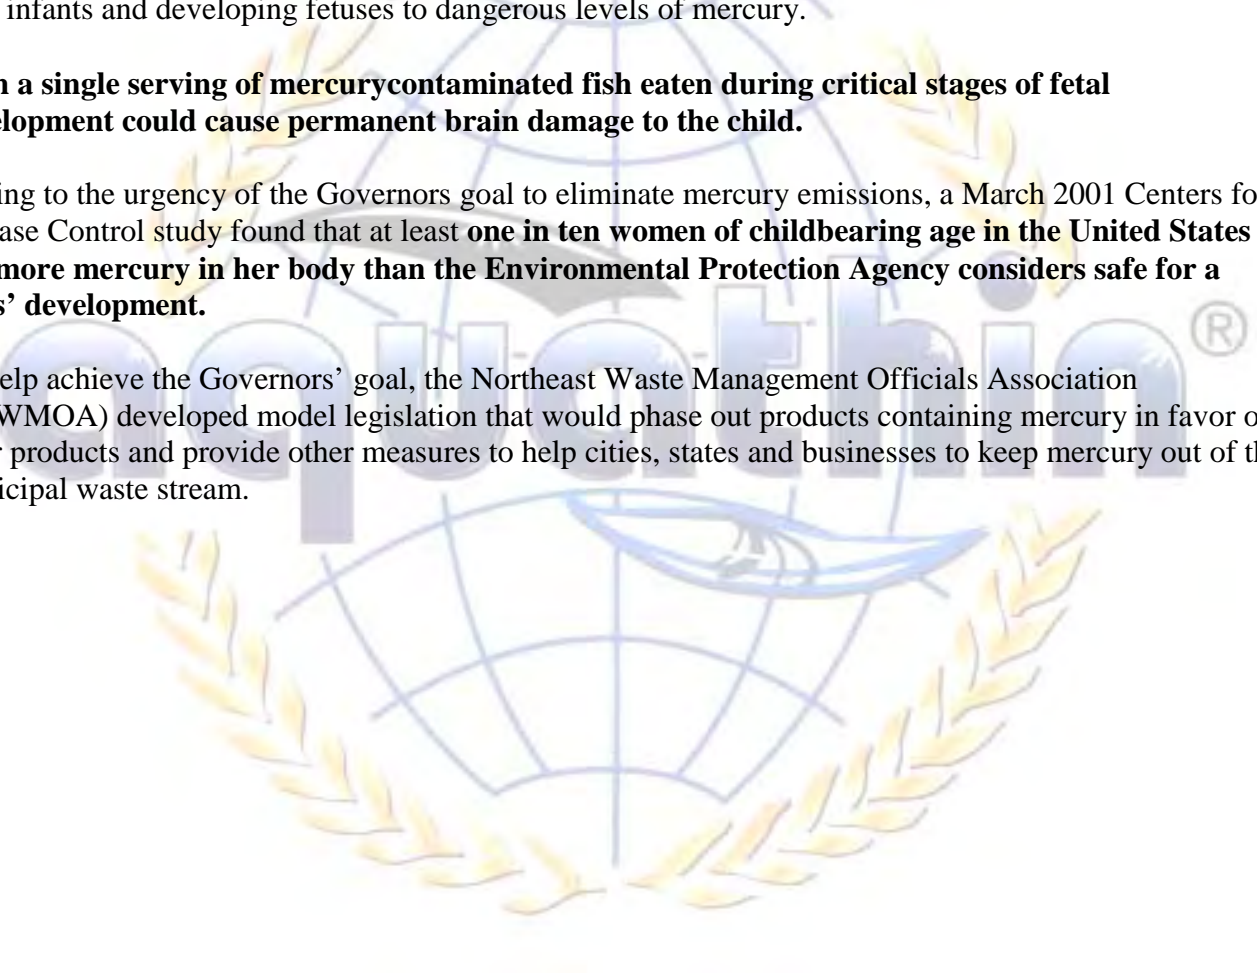 infants and developing fetuses to dangerous levels of mercury.
n a single serving of mercurycontaminated fish eaten during critical stages of fetal
elopment could cause permanent brain damage to the child.
ing to the urgency of the Governors goal to eliminate mercury emissions, a March 2001 Centers fo
ase Control study found that at least one in ten women of childbearing age in the United States
more mercury in her body than the Environmental Protection Agency considers safe for a
s’ development.
aquathin®
elp achieve the Governors’ goal, the Northeast Waste Management Officials Association
WMOA) developed model legislation that would phase out products containing mercury in favor o
r products and provide other measures to help cities, states and businesses to keep mercury out of th
icipal waste stream.